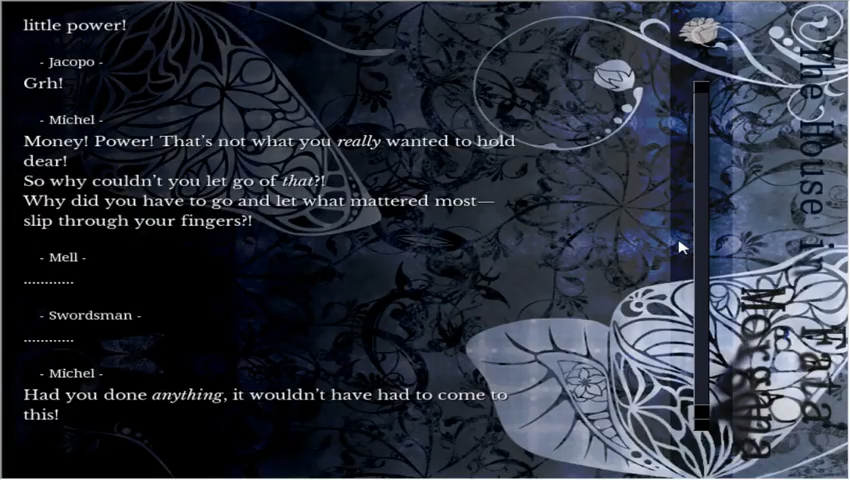 little power!
- Jacopo -
Grh!
- Michel -
Money! Power! That's not what you really wanted to hold
dear!
So why couldn't you let go of that?!
Why did you have to go and let what mattered most—
slip through your fingers?!
- Mell -
............
- Swordsman -
............
- Michel -
Had you done anything, it wouldn't have had to come to
this!
The House in
Fata
Morgana